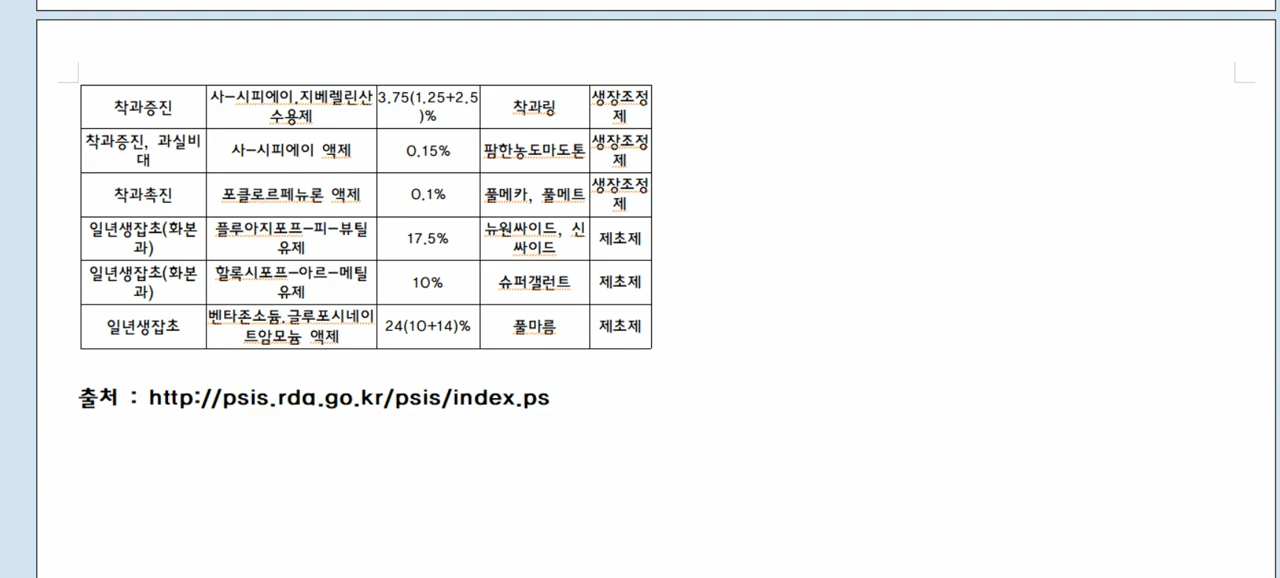 착과증진 사-시피에이.지베렐린산 수용제 3.75(1.25+2.5)% 착과링 생장조정제
착과증진, 과실비대 사-시피에이 액제 0.15% 팜한농도마도톤 생장조정제
착과촉진 포클로르페뉴론 액제 0.1% 풀메카, 풀메트 생장조정제
일년생잡초(화본과) 플루아지포프-피-뷰틸 유제 17.5% 뉴원싸이드, 신싸이드 제초제
일년생잡초(화본과) 할록시포프-아르-메틸 유제 10% 슈퍼갤런트 제초제
일년생잡초 벤타존소듐.글루포시네이트암모늄 액제 24(10+14)% 풀마름 제초제
출처 : http://psis.rda.go.kr/psis/index.ps